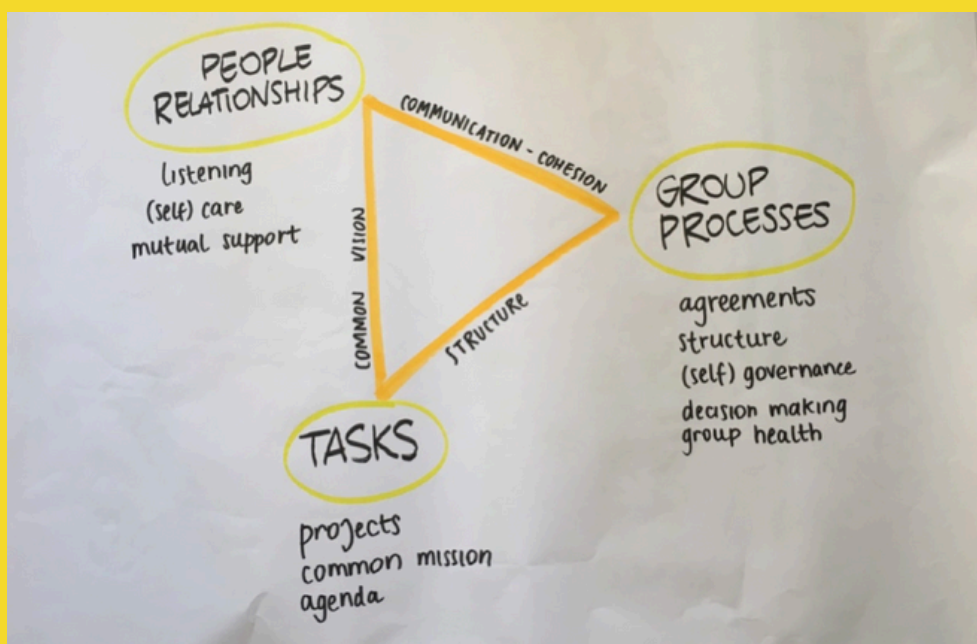 PEOPLE
RELATIONSHIPS
listening
(self) care
mutual support
COMMUNICATION - COHESION
GROUP
PROCESSES
agreements
structure
(self) governance
decision making
group health
COMMON VISION
STRUCTURE
TASKS
projects
common mission
agenda